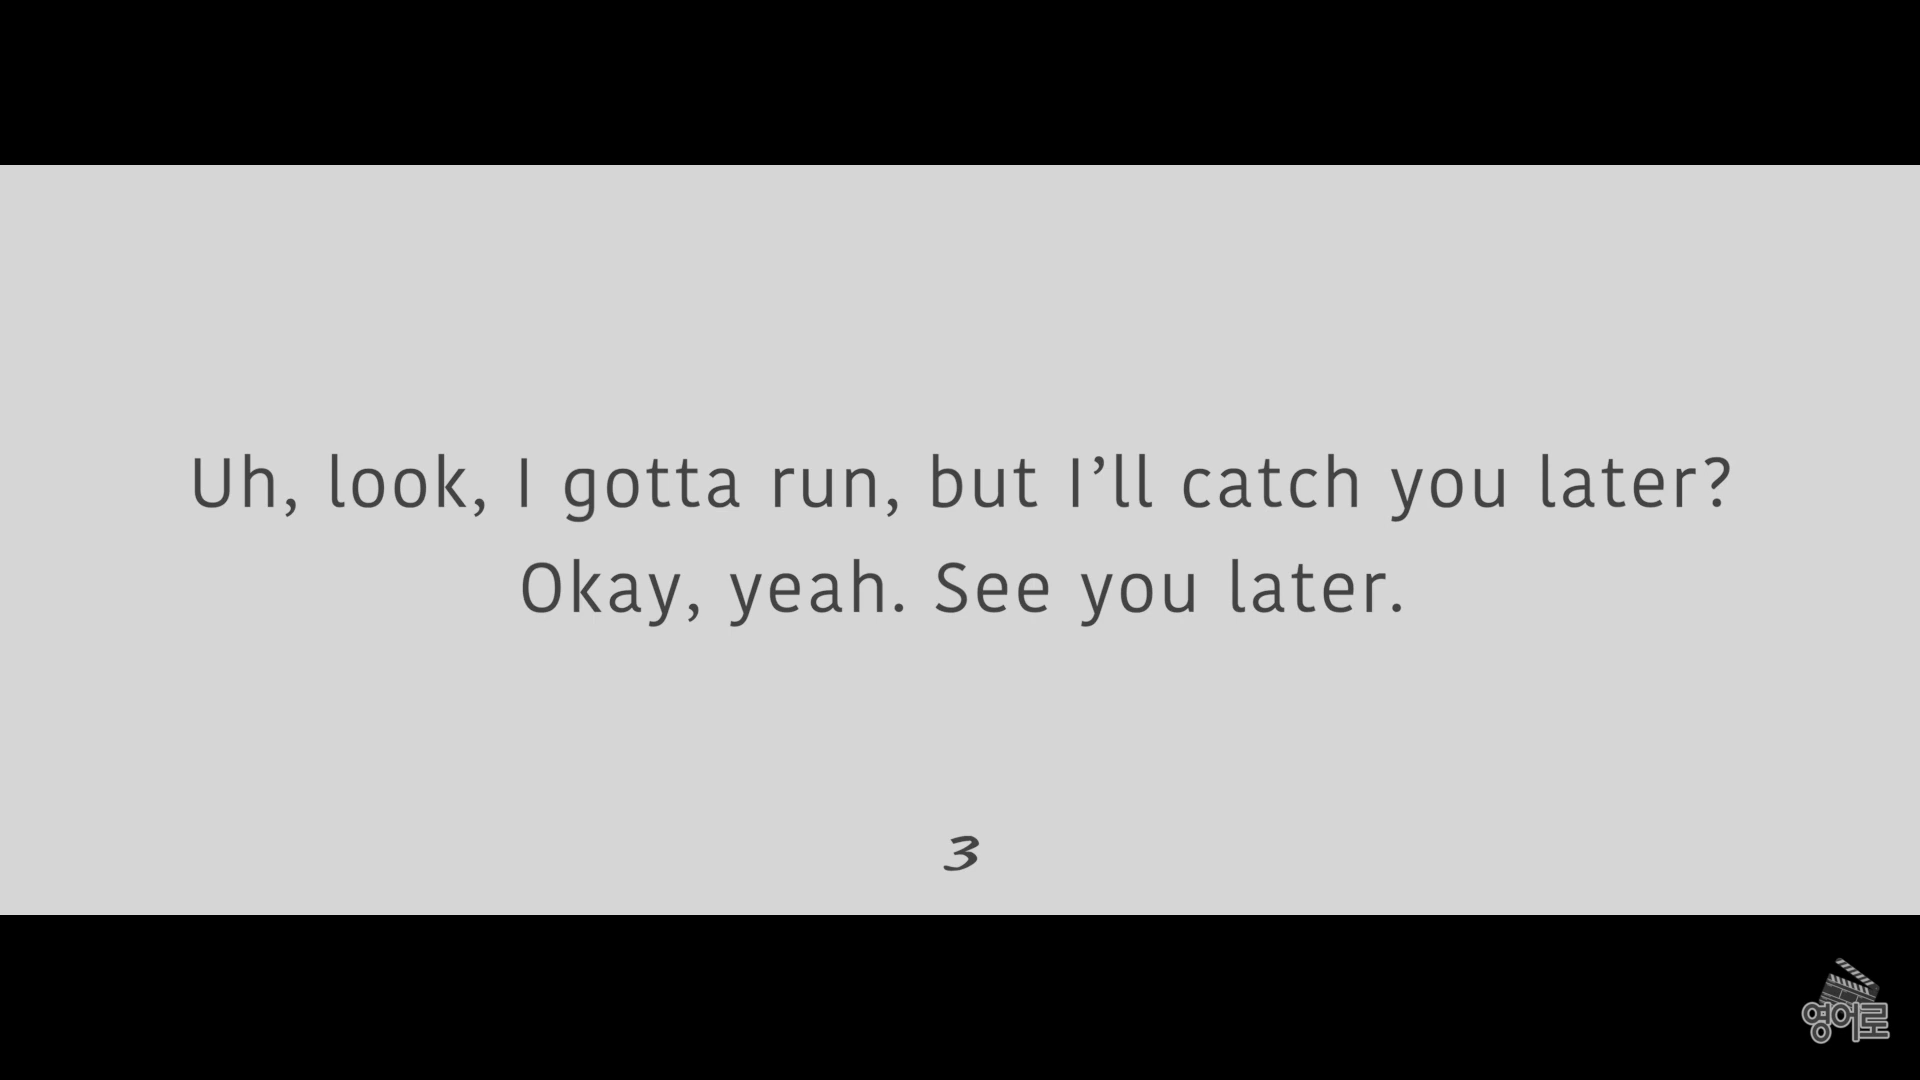 Uh, look, I gotta run, but I’ll catch you later?
Okay, yeah. See you later.
3
영어로